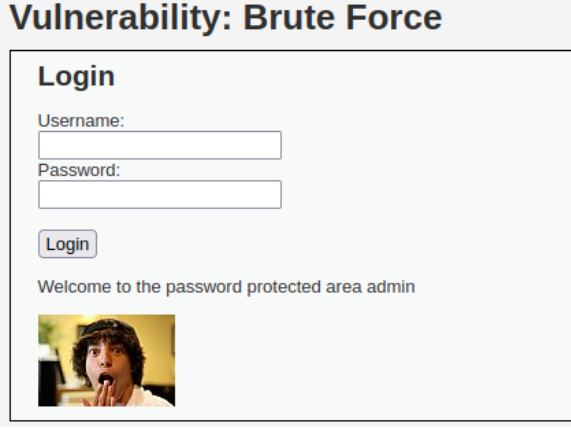 Vulnerability: Brute Force
Login
Username:
Password:
Login
Welcome to the password protected area admin